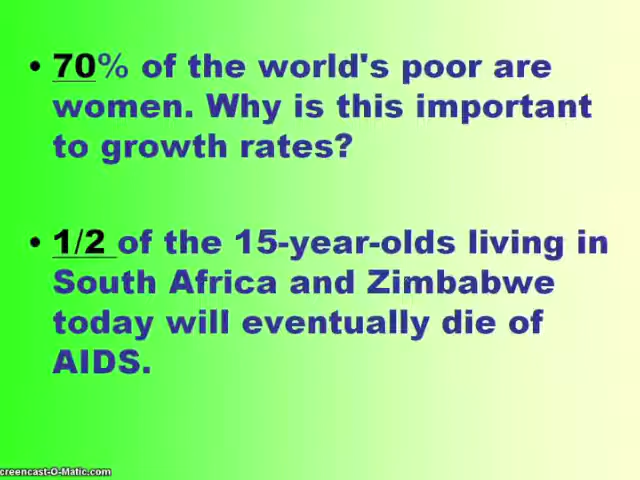 • 70% of the world's poor are
women. Why is this important
to growth rates?
• 1/2 of the 15-year-olds living in
South Africa and Zimbabwe
today will eventually die of
AIDS.
creencast-O-Matic.com